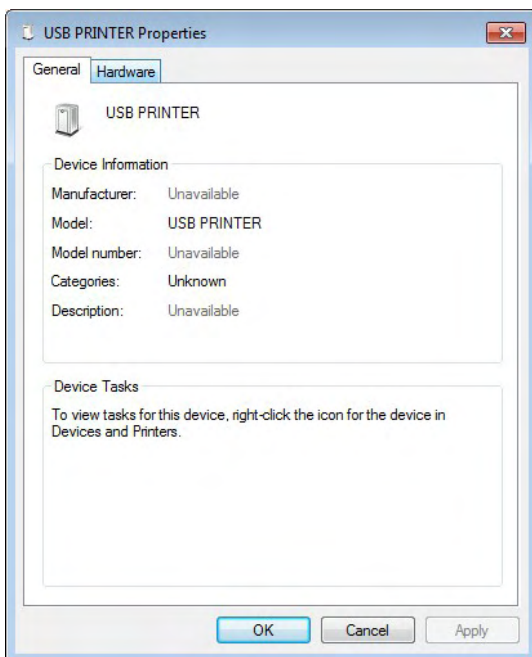 USB PRINTER Properties
General Hardware
USB PRINTER
Device Information
Manufacturer: Unavailable
Model: USB PRINTER
Model number: Unavailable
Categories: Unknown
Description: Unavailable
Device Tasks
To view tasks for this device, right-click the icon for the device in
Devices and Printers.
OK Cancel Apply